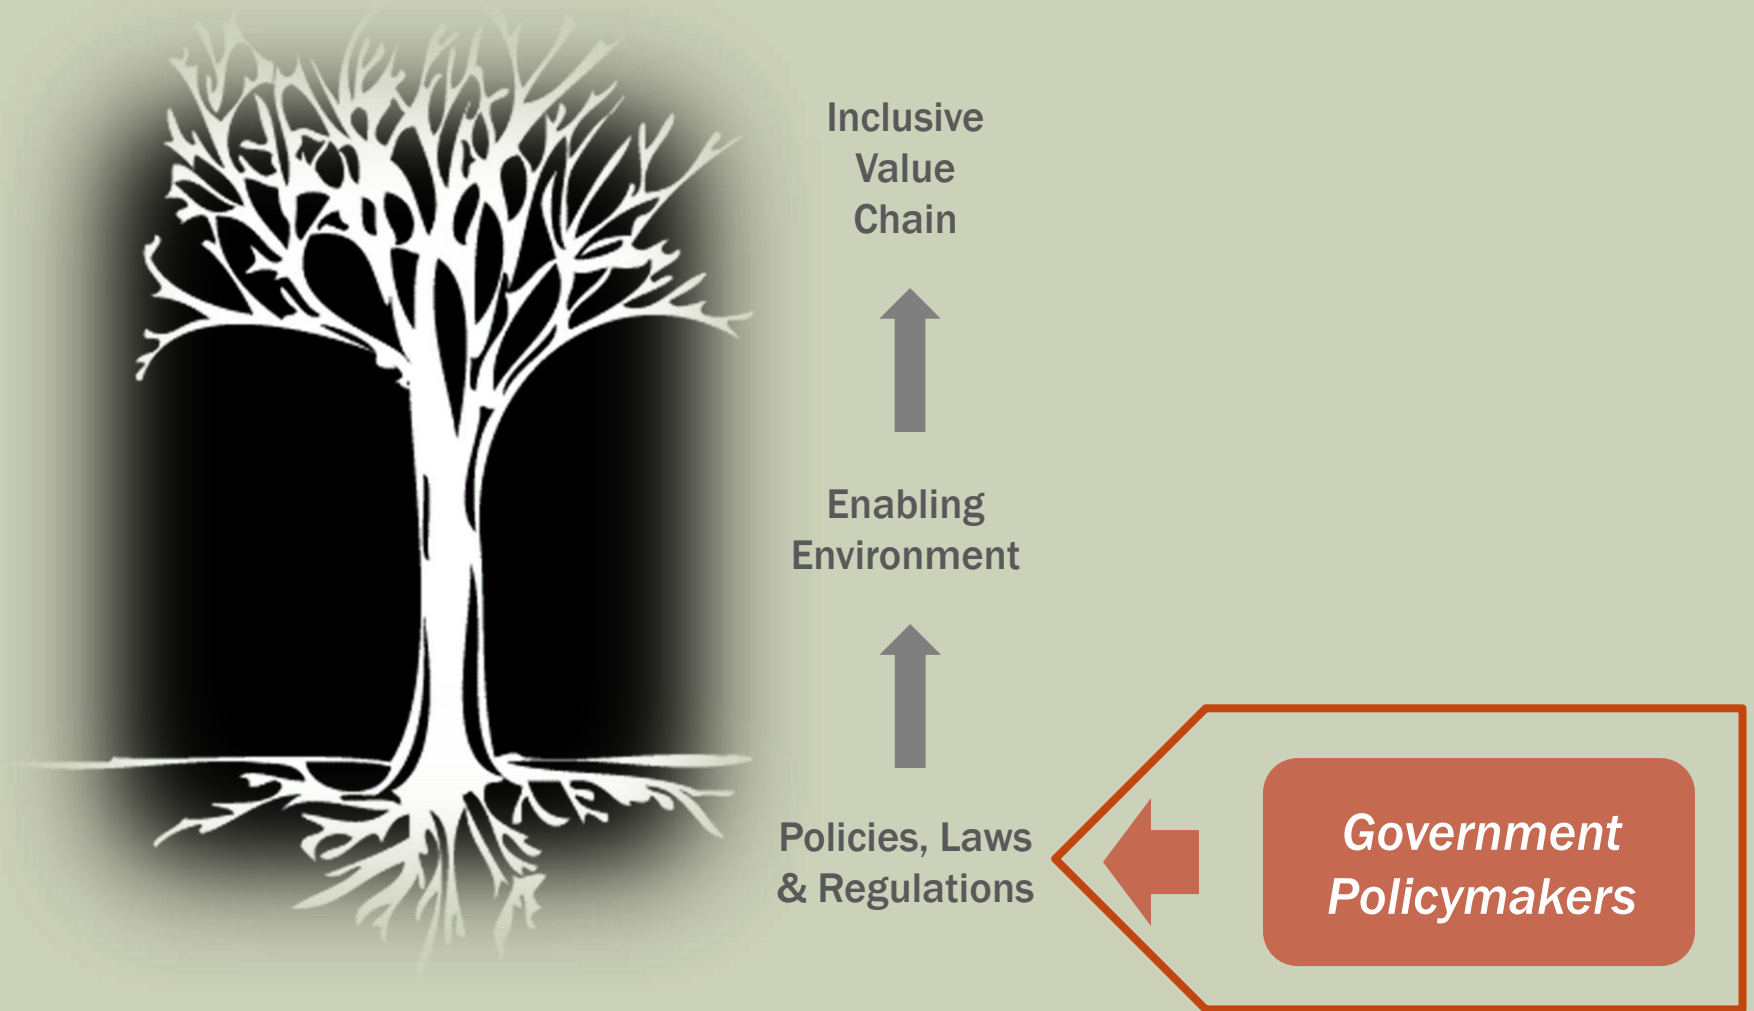 Inclusive
Value
Chain
Enabling
Environment
Policies, Laws
& Regulations
Government
Policymakers